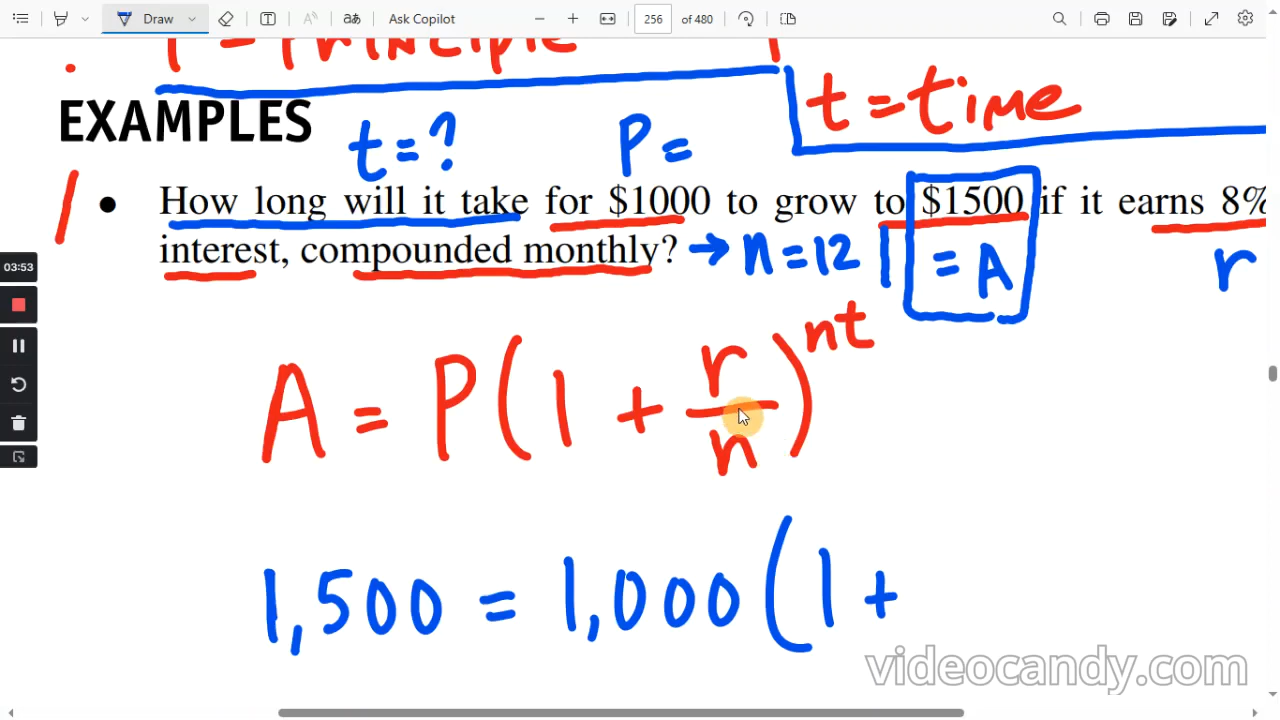 Draw
Ask Copilot
256 of 480
= PRINCIPLE
t = time
EXAMPLES
t = ?
P =
1
• How long will it take for $1000 to grow to $1500 if it earns 8%
interest, compounded monthly? → n = 12
= A
r
03:53
A = P(1 + r/n)^nt
1,500 = 1,000 (1 +
videocandy.com